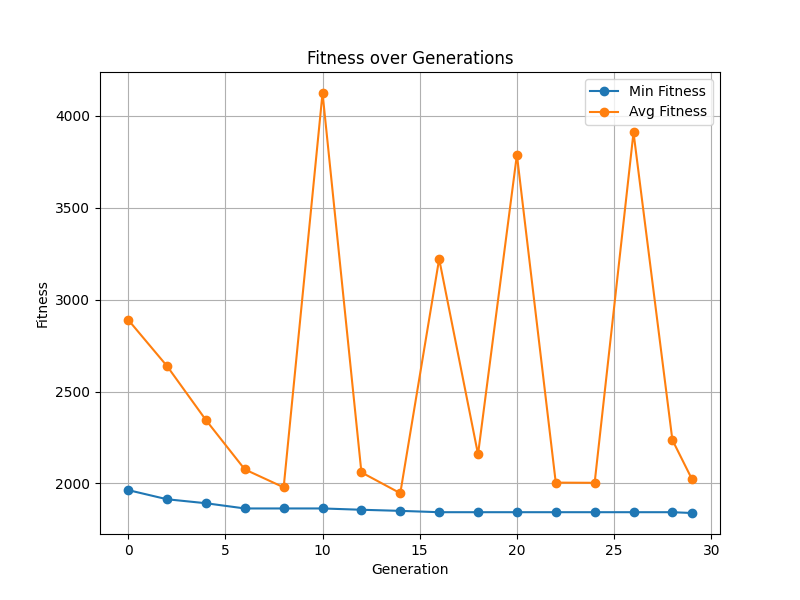 Fitness over Generations
Min Fitness
Avg Fitness
4000
3500
3000
2500
2000
Fitness
0 5 10 15 20 25 30
Generation